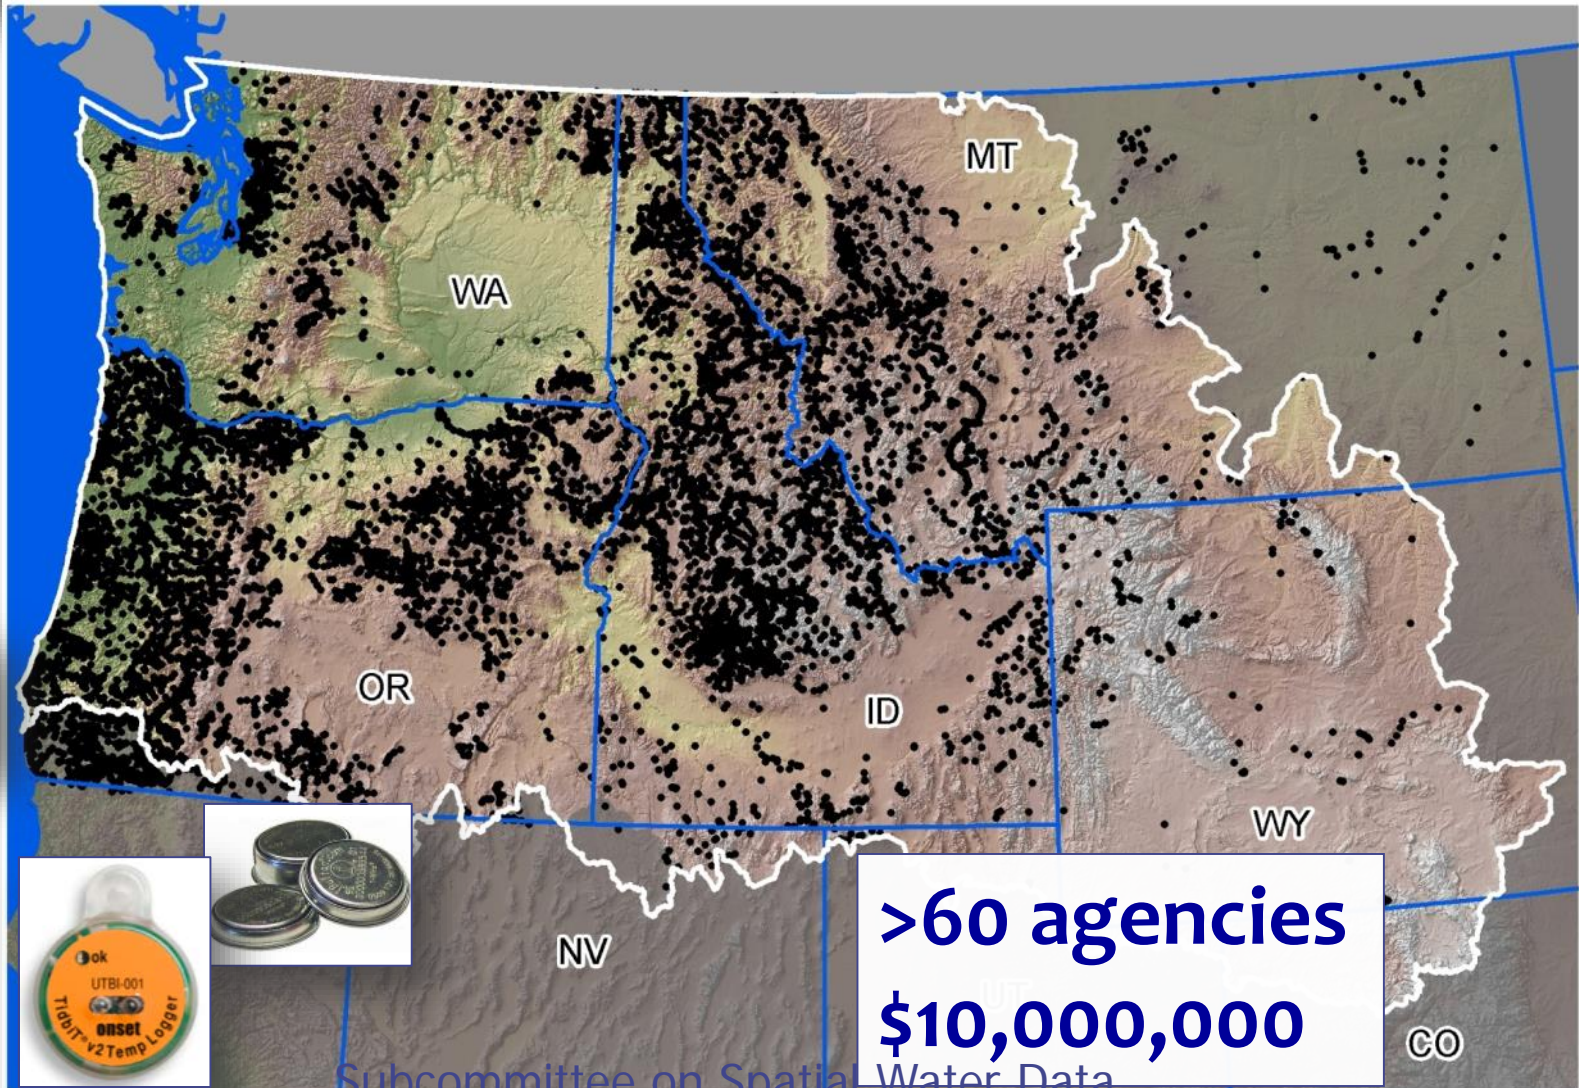 MT
WA
OR
ID
WY
NV
UT
CO
>60 agencies
$10,000,000
ok
UTBI-001
onset
TidbiT® v2 Temp Logger
Subcommittee on Spatial Water Data